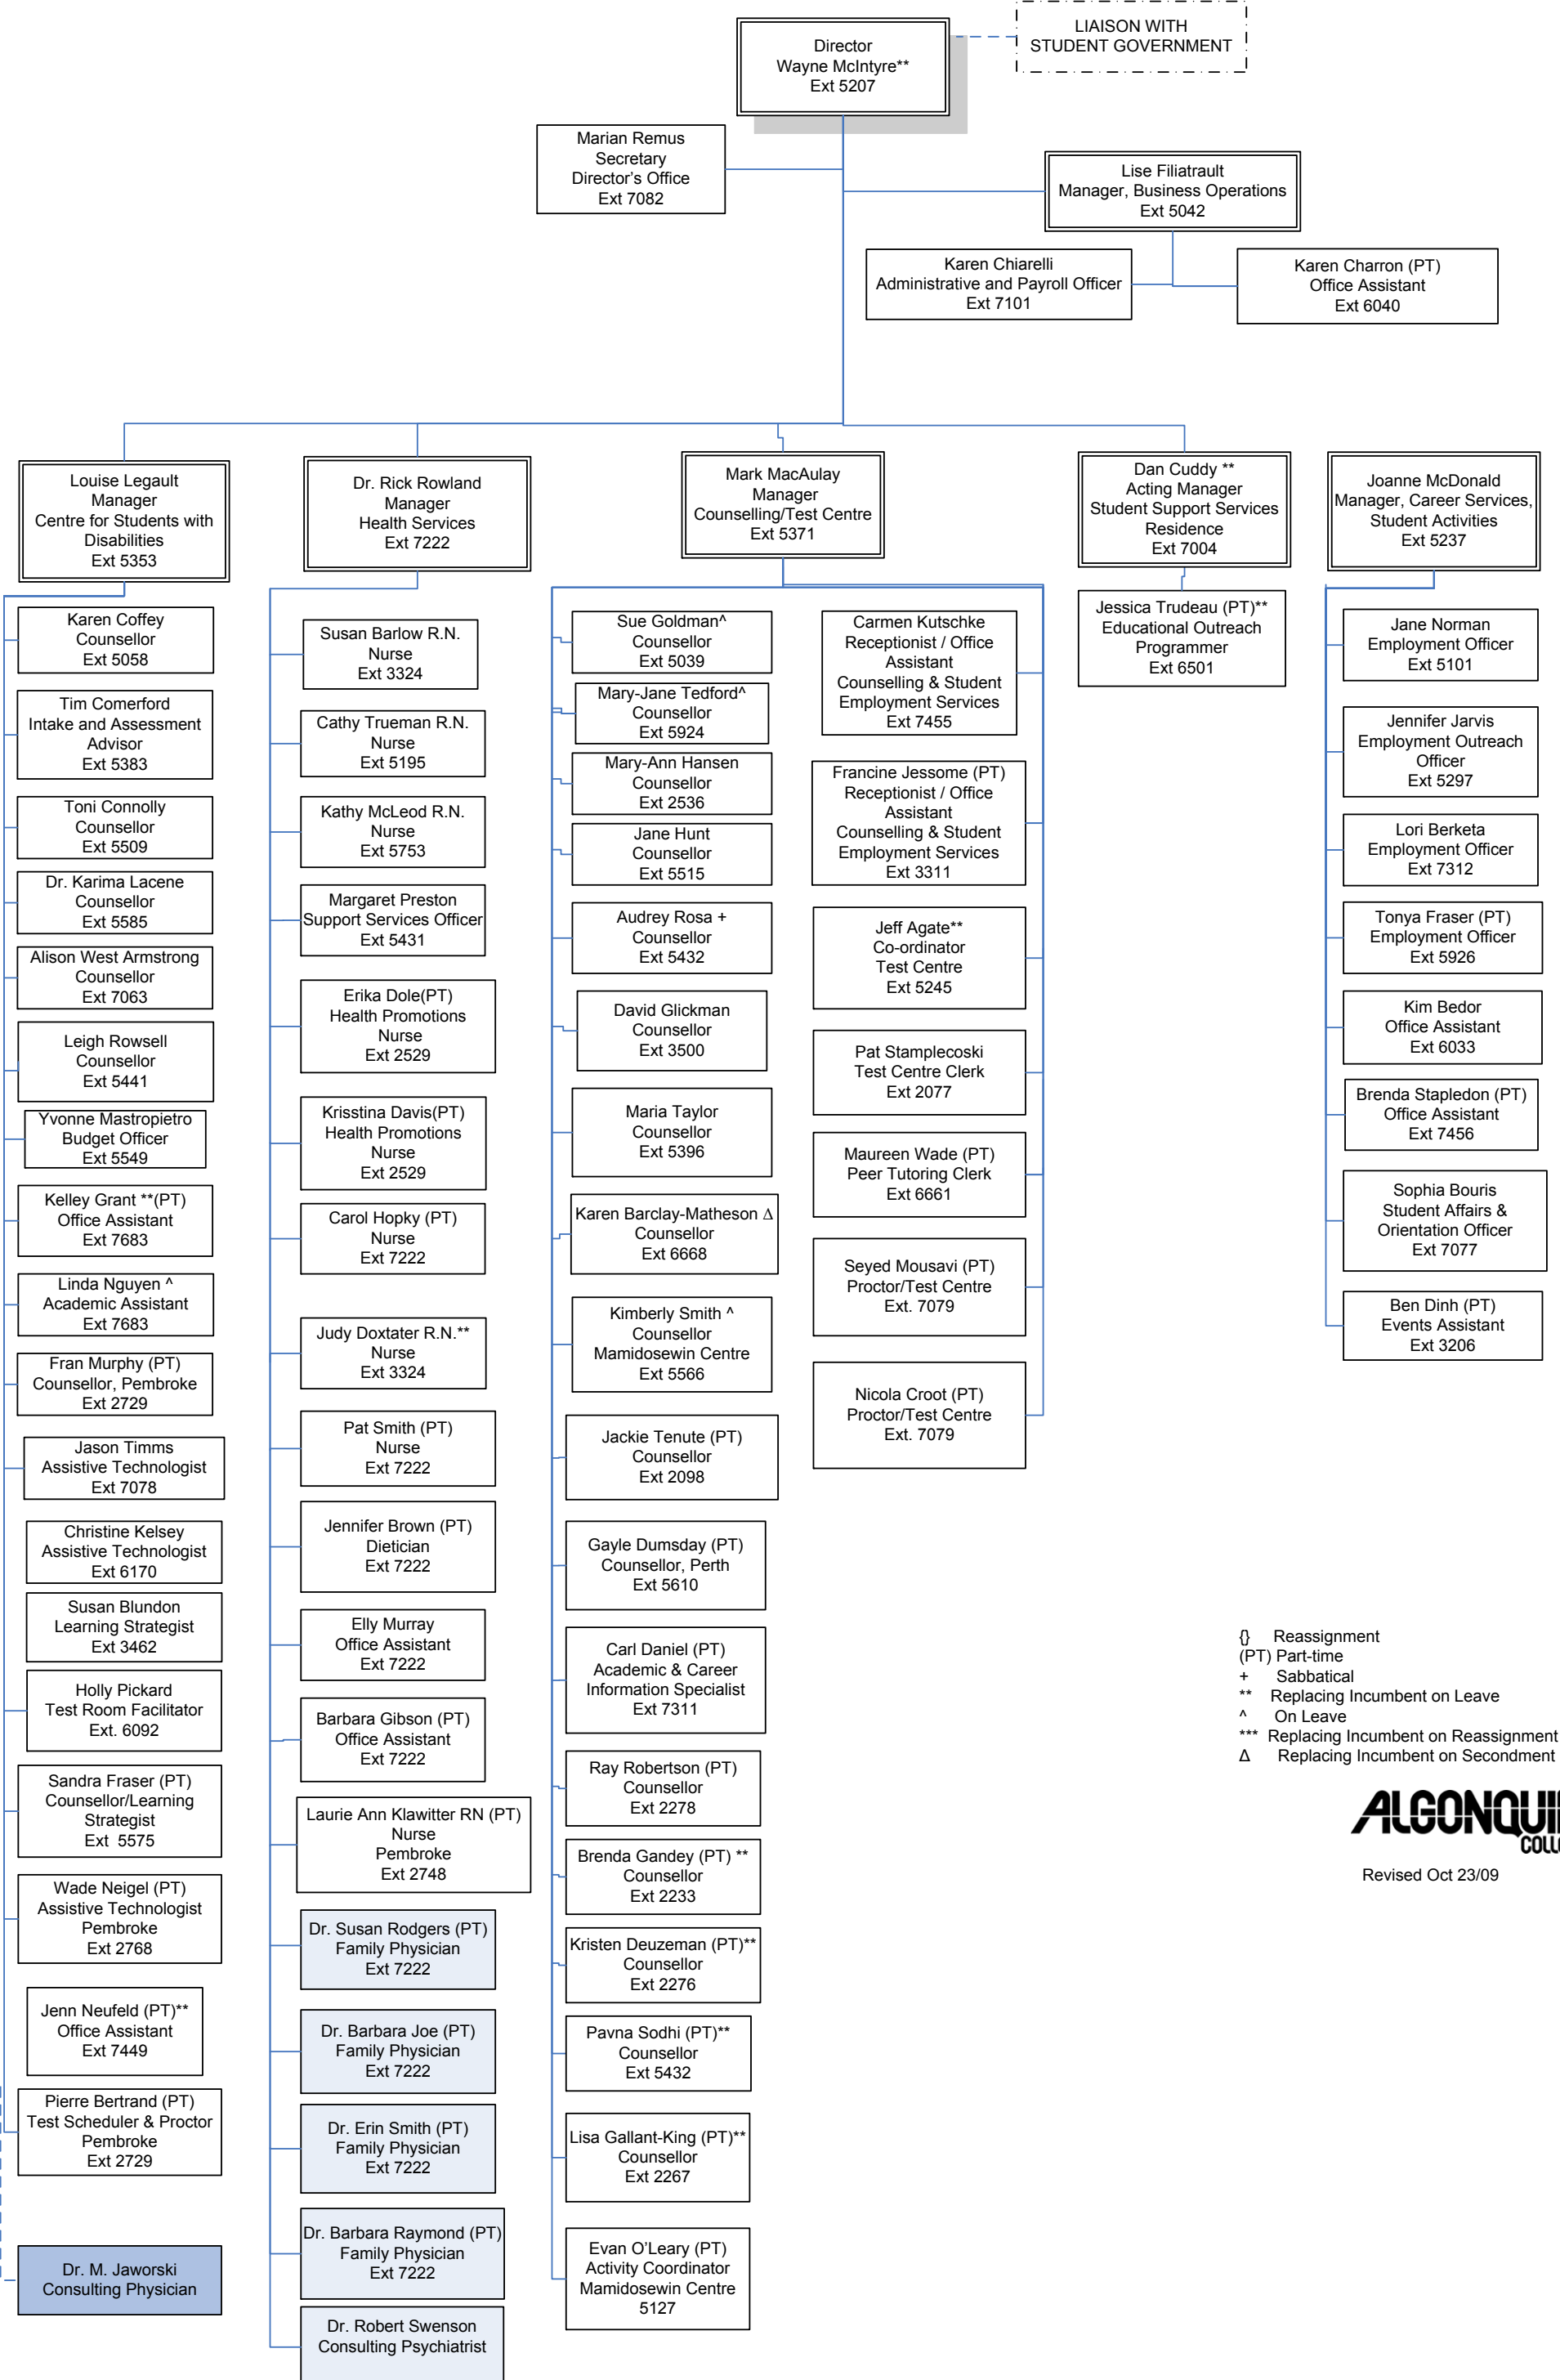 Director
Wayne McIntyre**
Ext 5207
LIAISON WITH
STUDENT GOVERNMENT
Marian Remus
Secretary
Director's Office
Ext 7082
Lise Filiatrault
Manager, Business Operations
Ext 5042
Karen Chiarelli
Administrative and Payroll Officer
Ext 7101
Karen Charron (PT)
Office Assistant
Ext 6040
Louise Legault
Manager
Centre for Students with
Disabilities
Ext 5353
Karen Coffey
Counsellor
Ext 5058
Tim Comerford
Intake and Assessment
Advisor
Ext 5383
Toni Connolly
Counsellor
Ext 5509
Dr. Karima Lacene
Counsellor
Ext 5585
Alison West Armstrong
Counsellor
Ext 7063
Leigh Rowsell
Counsellor
Ext 5441
Yvonne Mastropietro
Budget Officer
Ext 5549
Kelley Grant **(PT)
Office Assistant
Ext 7683
Linda Nguyen ^
Academic Assistant
Ext 7683
Fran Murphy (PT)
Counsellor, Pembroke
Ext 2729
Jason Timms
Assistive Technologist
Ext 7078
Christine Kelsey
Assistive Technologist
Ext 6170
Susan Blundon
Learning Strategist
Ext 3462
Holly Pickard
Test Room Facilitator
Ext. 6092
Sandra Fraser (PT)
Counsellor/Learning
Strategist
Ext 5575
Wade Neigel (PT)
Assistive Technologist
Pembroke
Ext 2768
Jenn Neufeld (PT)**
Office Assistant
Ext 7449
Pierre Bertrand (PT)
Test Scheduler & Proctor
Pembroke
Ext 2729
Dr. M. Jaworski
Consulting Physician
Dr. Rick Rowland
Manager
Health Services
Ext 7222
Susan Barlow R.N.
Nurse
Ext 3324
Cathy Trueman R.N.
Nurse
Ext 5195
Kathy McLeod R.N.
Nurse
Ext 5753
Margaret Preston
Support Services Officer
Ext 5431
Erika Dole(PT)
Health Promotions
Nurse
Ext 2529
Krisstina Davis(PT)
Health Promotions
Nurse
Ext 2529
Carol Hopky (PT)
Nurse
Ext 7222
Judy Doxtater R.N.**
Nurse
Ext 3324
Pat Smith (PT)
Nurse
Ext 7222
Jennifer Brown (PT)
Dietician
Ext 7222
Elly Murray
Office Assistant
Ext 7222
Barbara Gibson (PT)
Office Assistant
Ext 7222
Laurie Ann Klawitter RN (PT)
Nurse
Pembroke
Ext 2748
Dr. Susan Rodgers (PT)
Family Physician
Ext 7222
Dr. Barbara Joe (PT)
Family Physician
Ext 7222
Dr. Erin Smith (PT)
Family Physician
Ext 7222
Dr. Barbara Raymond (PT)
Family Physician
Ext 7222
Dr. Robert Swenson
Consulting Psychiatrist
Mark MacAulay
Manager
Counselling/Test Centre
Ext 5371
Sue Goldman^
Counsellor
Ext 5039
Mary-Jane Tedford^
Counsellor
Ext 5924
Mary-Ann Hansen
Counsellor
Ext 2536
Jane Hunt
Counsellor
Ext 5515
Audrey Rosa +
Counsellor
Ext 5432
David Glickman
Counsellor
Ext 3500
Maria Taylor
Counsellor
Ext 5396
Karen Barclay-Matheson Δ
Counsellor
Ext 6668
Kimberly Smith ^
Counsellor
Mamidosewin Centre
Ext 5566
Jackie Tenute (PT)
Counsellor
Ext 2098
Gayle Dumsday (PT)
Counsellor, Perth
Ext 5610
Carl Daniel (PT)
Academic & Career
Information Specialist
Ext 7311
Ray Robertson (PT)
Counsellor
Ext 2278
Brenda Gandey (PT) **
Counsellor
Ext 2233
Kristen Deuzeman (PT)**
Counsellor
Ext 2276
Pavna Sodhi (PT)**
Counsellor
Ext 5432
Lisa Gallant-King (PT)**
Counsellor
Ext 2267
Evan O'Leary (PT)
Activity Coordinator
Mamidosewin Centre
5127
Carmen Kutschke
Receptionist / Office
Assistant
Counselling & Student
Employment Services
Ext 7455
Francine Jessome (PT)
Receptionist / Office
Assistant
Counselling & Student
Employment Services
Ext 3311
Jeff Agate**
Co-ordinator
Test Centre
Ext 5245
Pat Stamplecoski
Test Centre Clerk
Ext 2077
Maureen Wade (PT)
Peer Tutoring Clerk
Ext 6661
Seyed Mousavi (PT)
Proctor/Test Centre
Ext. 7079
Nicola Croot (PT)
Proctor/Test Centre
Ext. 7079
Dan Cuddy **
Acting Manager
Student Support Services
Residence
Ext 7004
Jessica Trudeau (PT)**
Educational Outreach
Programmer
Ext 6501
Joanne McDonald
Manager, Career Services,
Student Activities
Ext 5237
Jane Norman
Employment Officer
Ext 5101
Jennifer Jarvis
Employment Outreach
Officer
Ext 5297
Lori Berketa
Employment Officer
Ext 7312
Tonya Fraser (PT)
Employment Officer
Ext 5926
Kim Bedor
Office Assistant
Ext 6033
Brenda Stapledon (PT)
Office Assistant
Ext 7456
Sophia Bouris
Student Affairs &
Orientation Officer
Ext 7077
Ben Dinh (PT)
Events Assistant
Ext 3206
{} Reassignment
(PT) Part-time
+ Sabbatical
** Replacing Incumbent on Leave
^ On Leave
*** Replacing Incumbent on Reassignment
Δ Replacing Incumbent on Secondment
Revised Oct 23/09